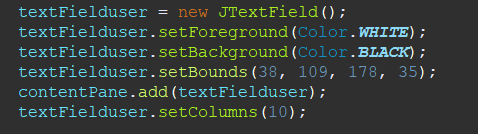 textFielduser = new JTextField();
textFielduser.setForeground(Color.WHITE);
textFielduser.setBackground(Color.BLACK);
textFielduser.setBounds(38, 109, 178, 35);
contentPane.add(textFielduser);
textFielduser.setColumns(10);